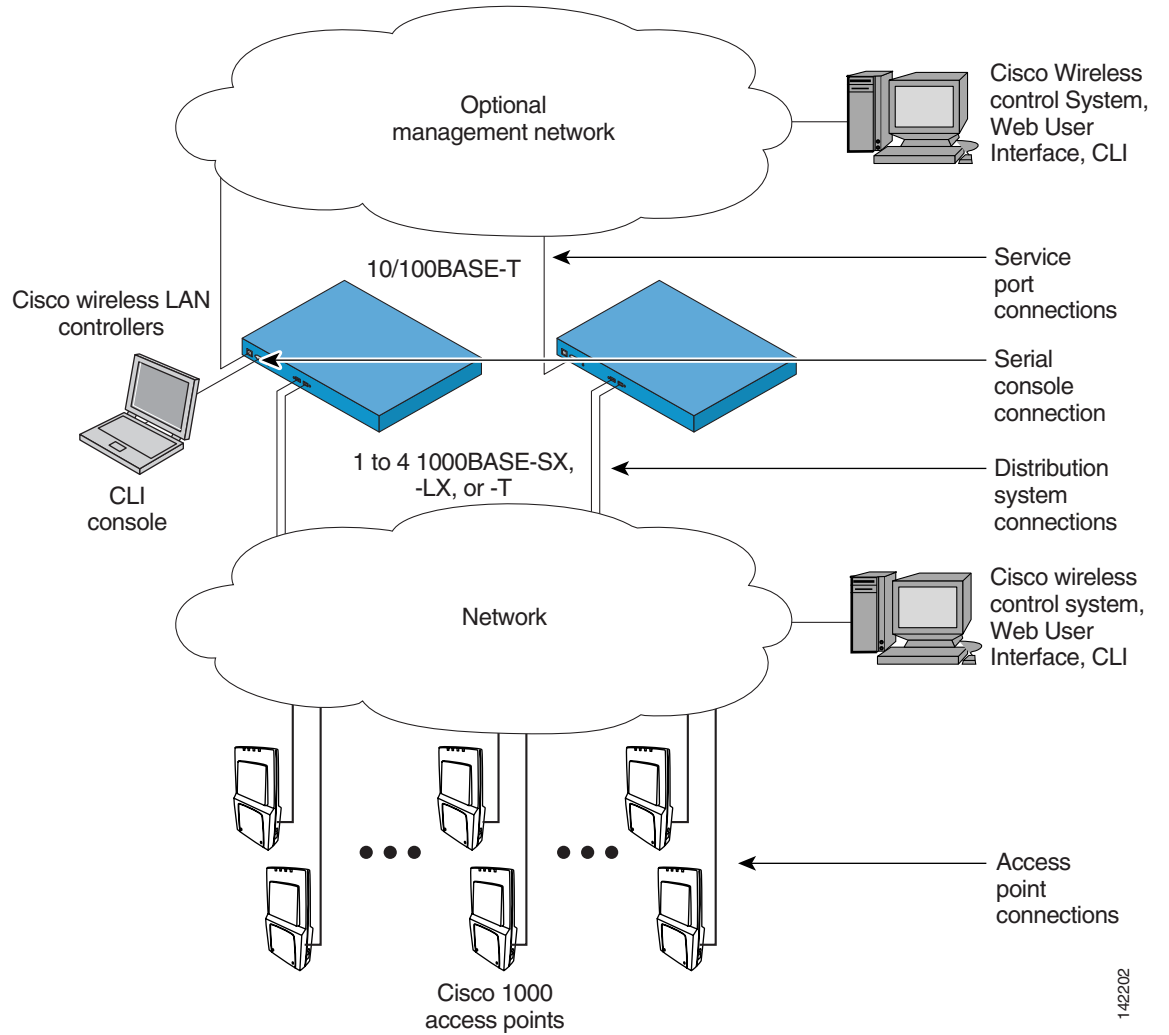 Optional
management network
Cisco Wireless
control System,
Web User
Interface, CLI
10/100BASE-T
Service
port
connections
Cisco wireless LAN
controllers
Serial
console
connection
CLI
console
1 to 4 1000BASE-SX,
-LX, or -T
Distribution
system
connections
Network
Cisco wireless
control system,
Web User
Interface, CLI
Access
point
connections
Cisco 1000
access points
142202